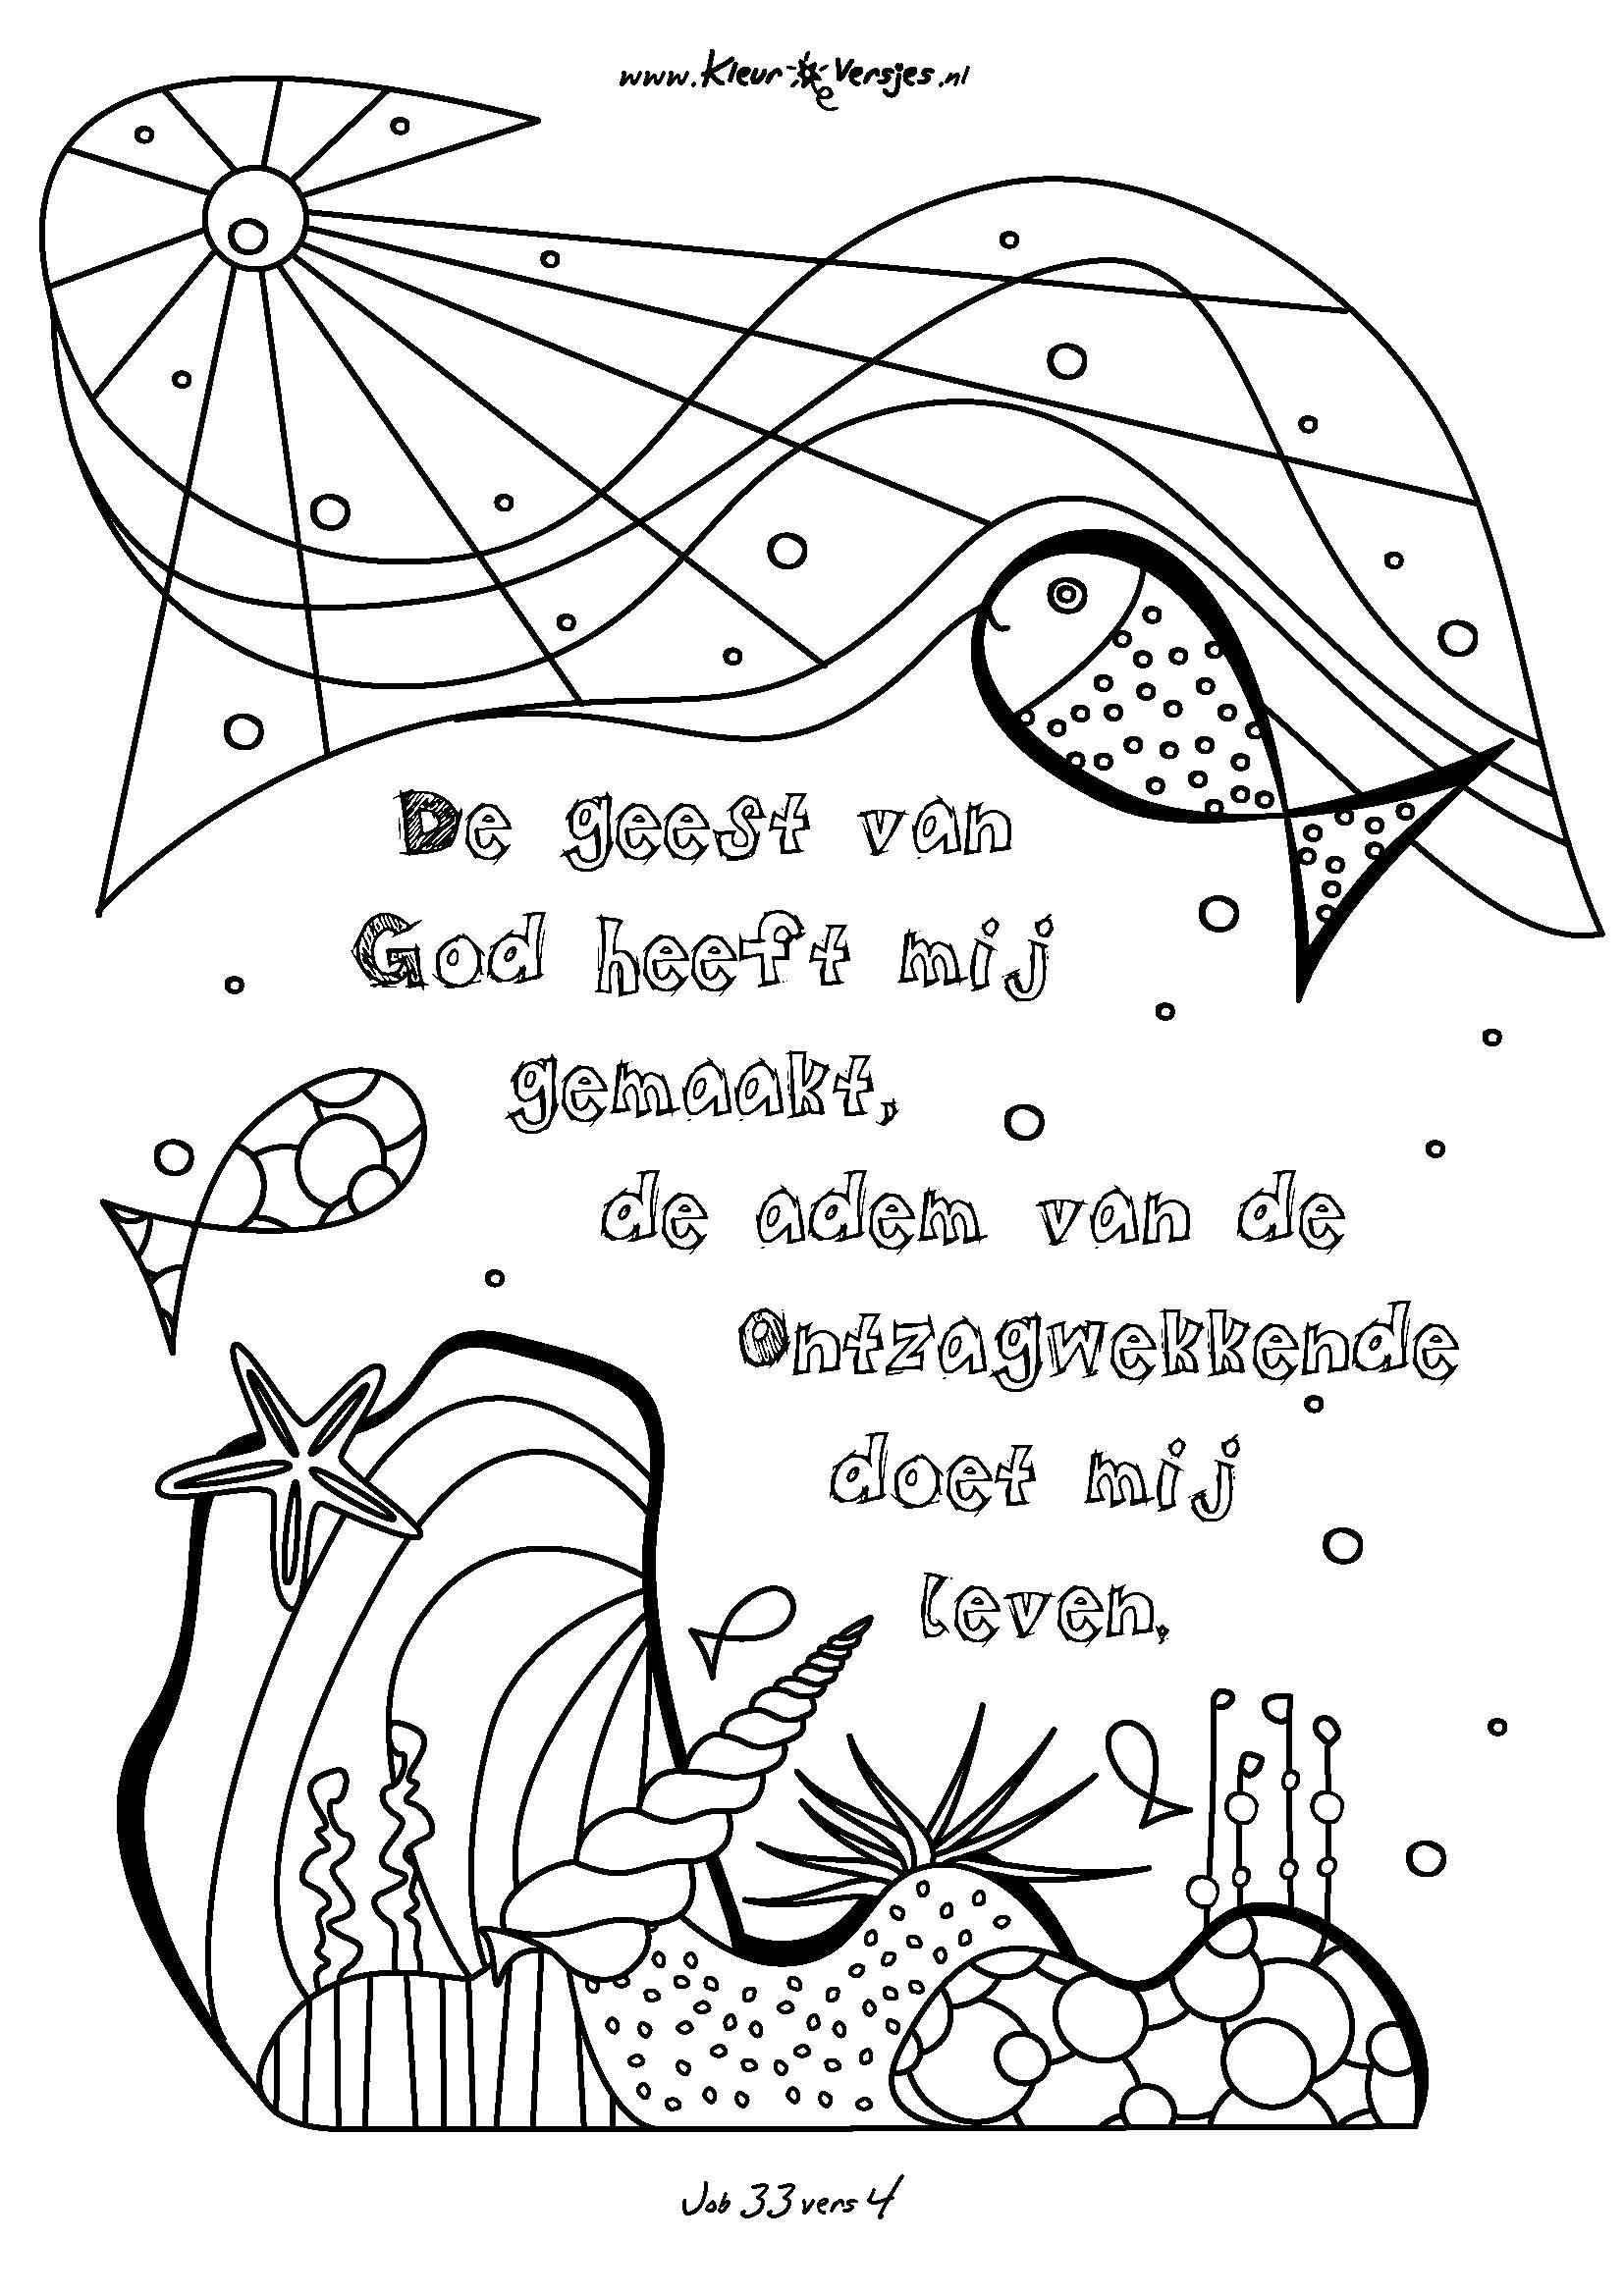 www.Kleur e Versjes.nl
De geest van
God heeft mij
gemaakt,
de adem van de
Ontzagwekkende
doet mij
leven.
Job 33 vers 4